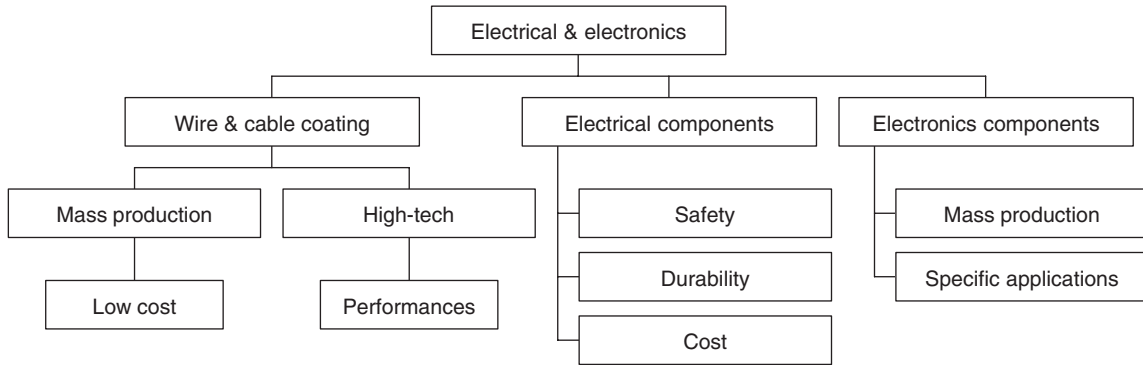 Electrical & electronics
Wire & cable coating
Electrical components
Electronics components
Mass production
High-tech
Safety
Mass production
Durability
Specific applications
Low cost
Performances
Cost